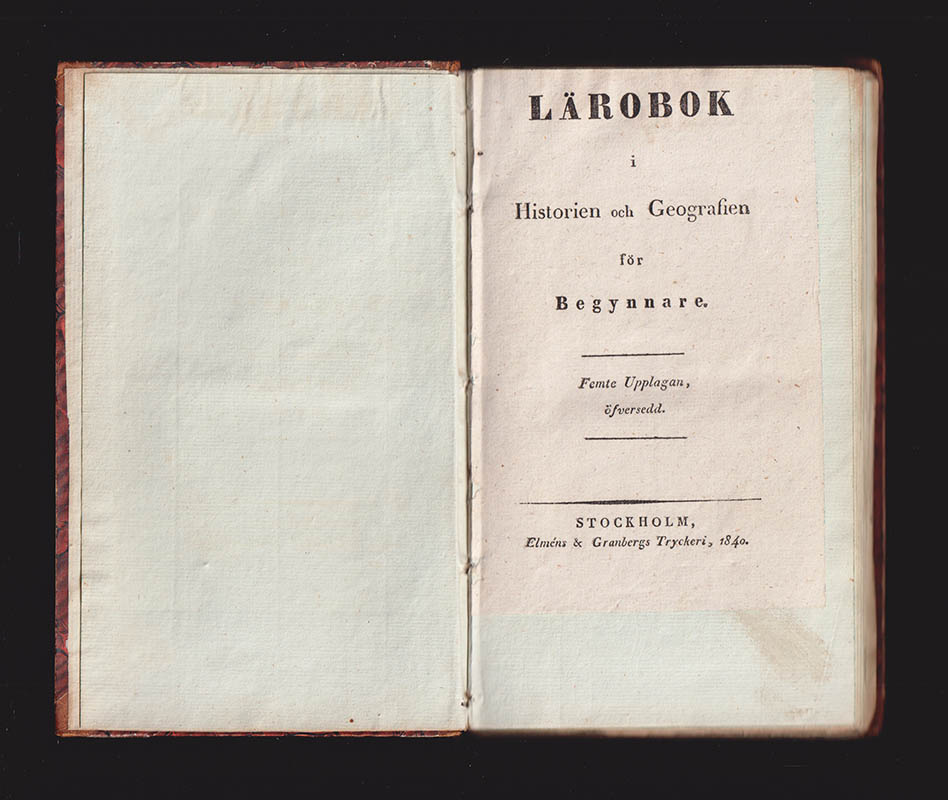 LÄROBOK
i
Historien och Geografien
för
Begynnare.
Femte Upplagan,
öfversedd.
STOCKHOLM,
Elméns & Granbergs Tryckeri, 1840.